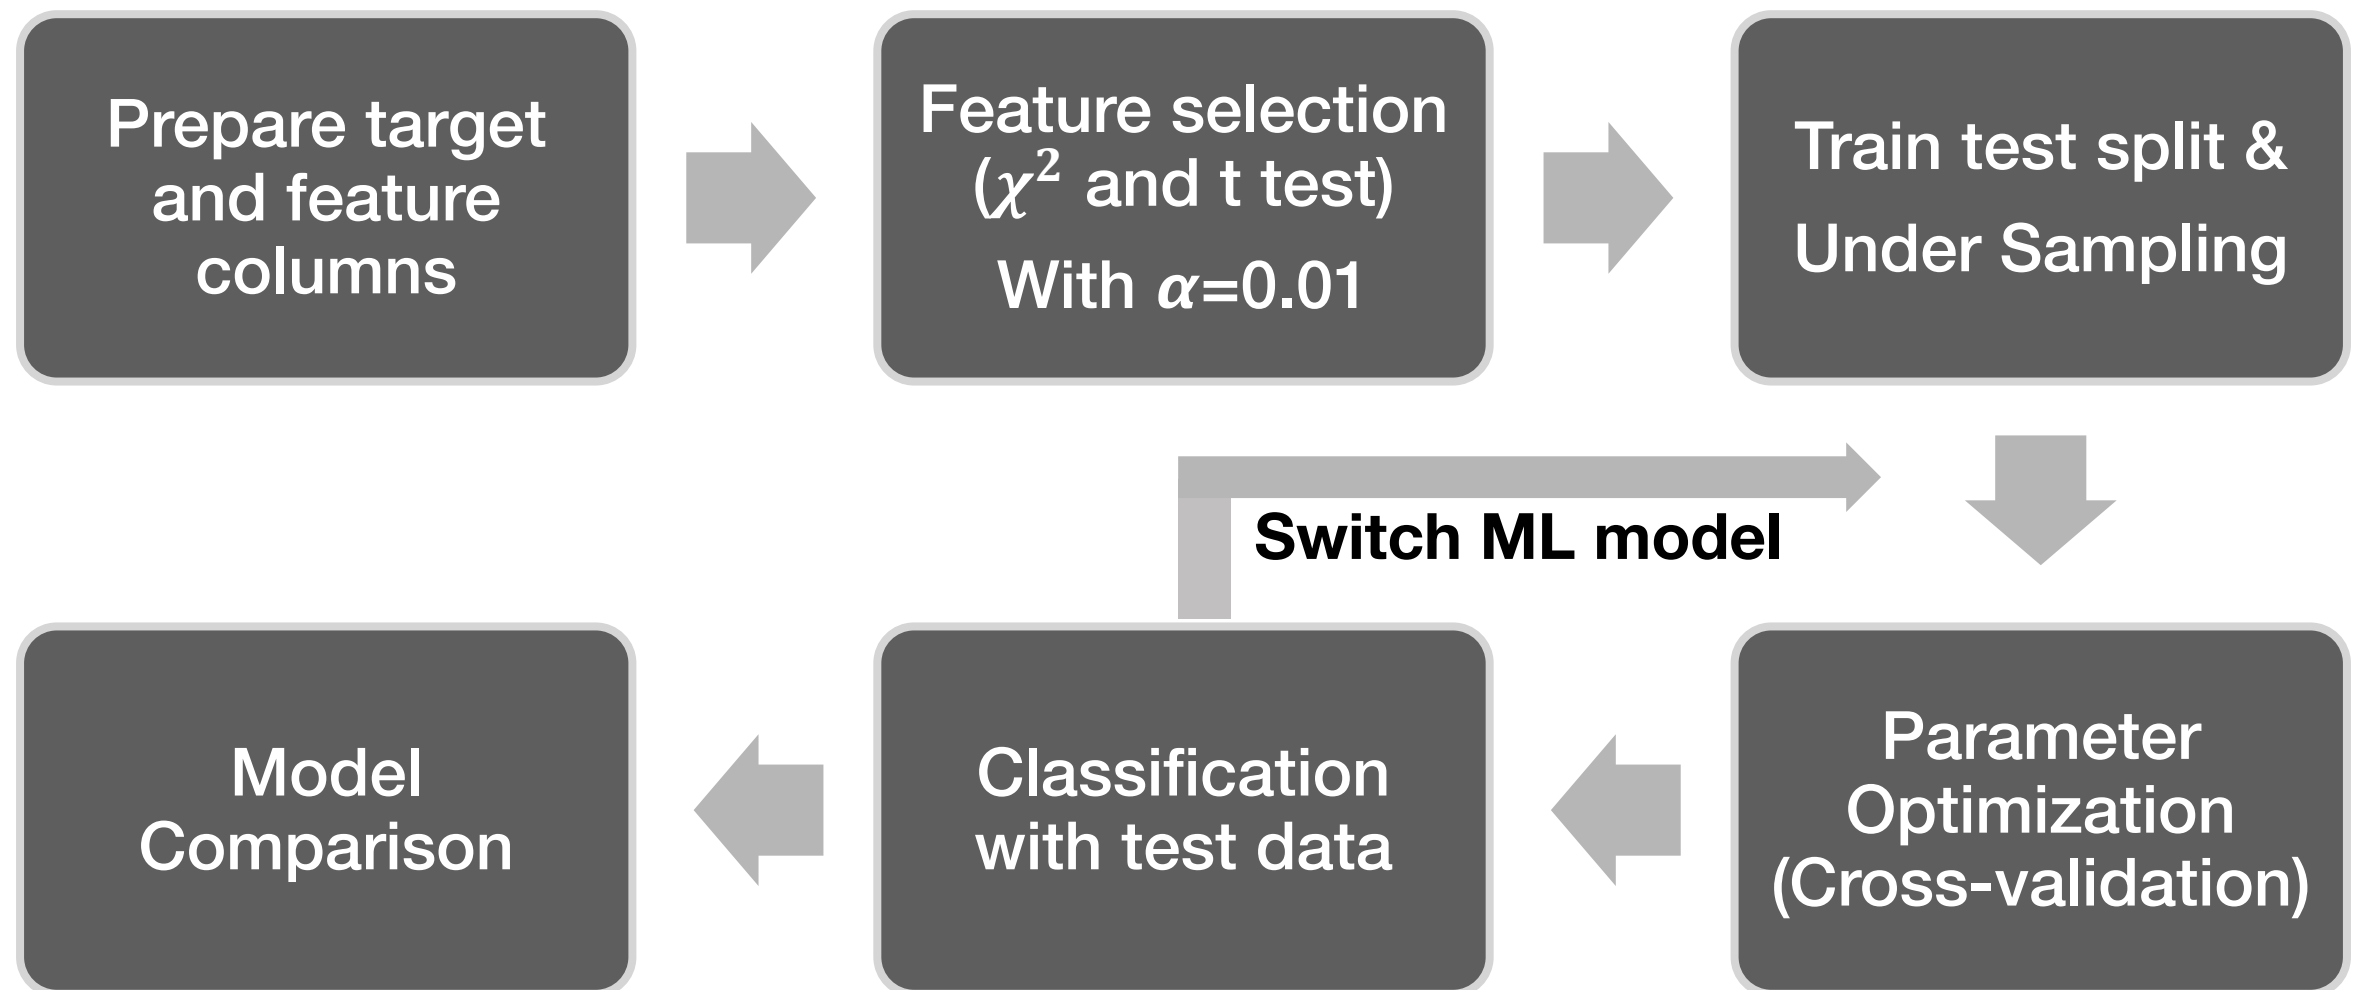 Prepare target
and feature
columns
Feature selection
(χ² and t test)
With α=0.01
Train test split &
Under Sampling
Switch ML model
Parameter
Optimization
(Cross-validation)
Classification
with test data
Model
Comparison